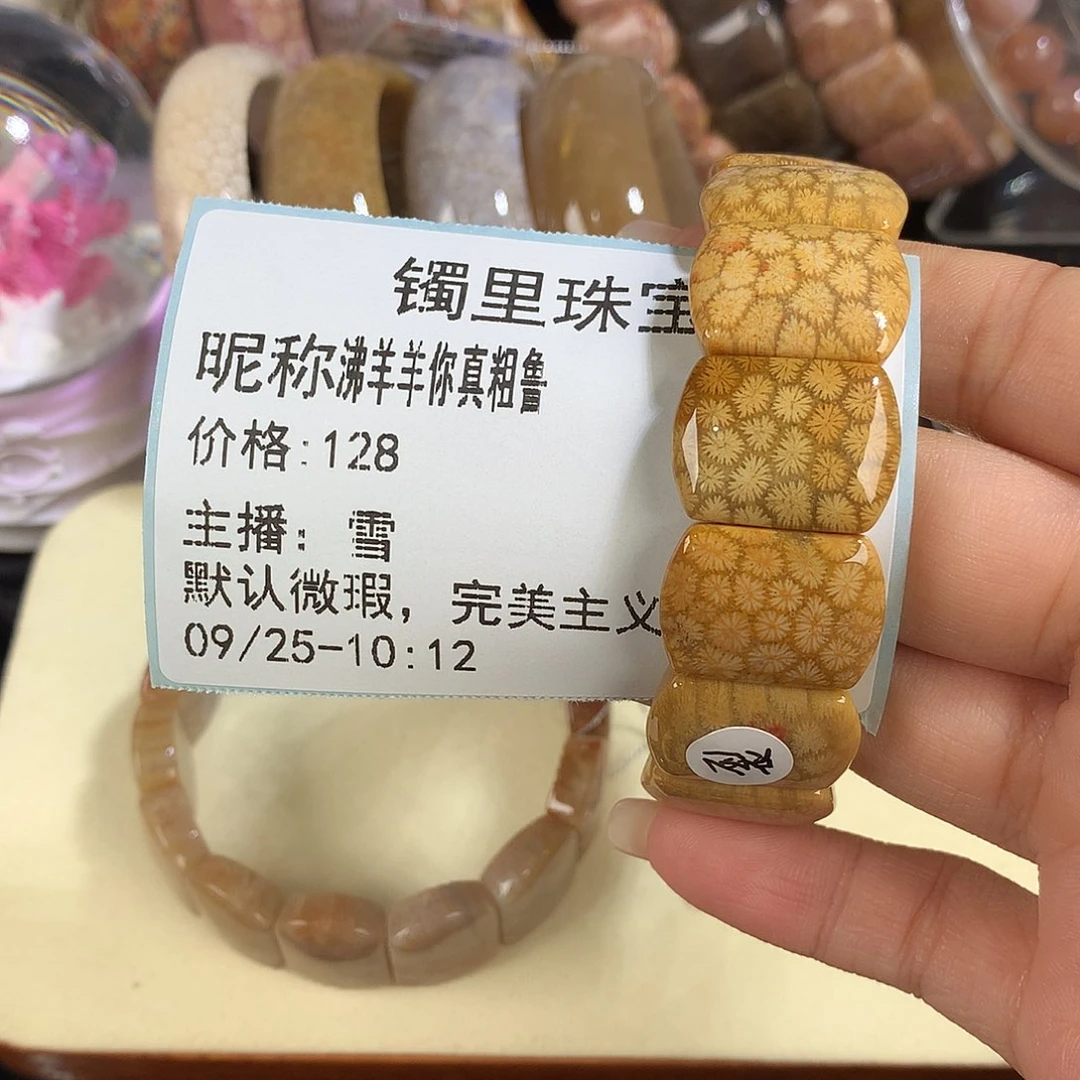 镯里珠宝
昵称沸羊羊你真粗鲁
价格:128
主播: 雪
默认微瑕,完美主义
09/25-10:12